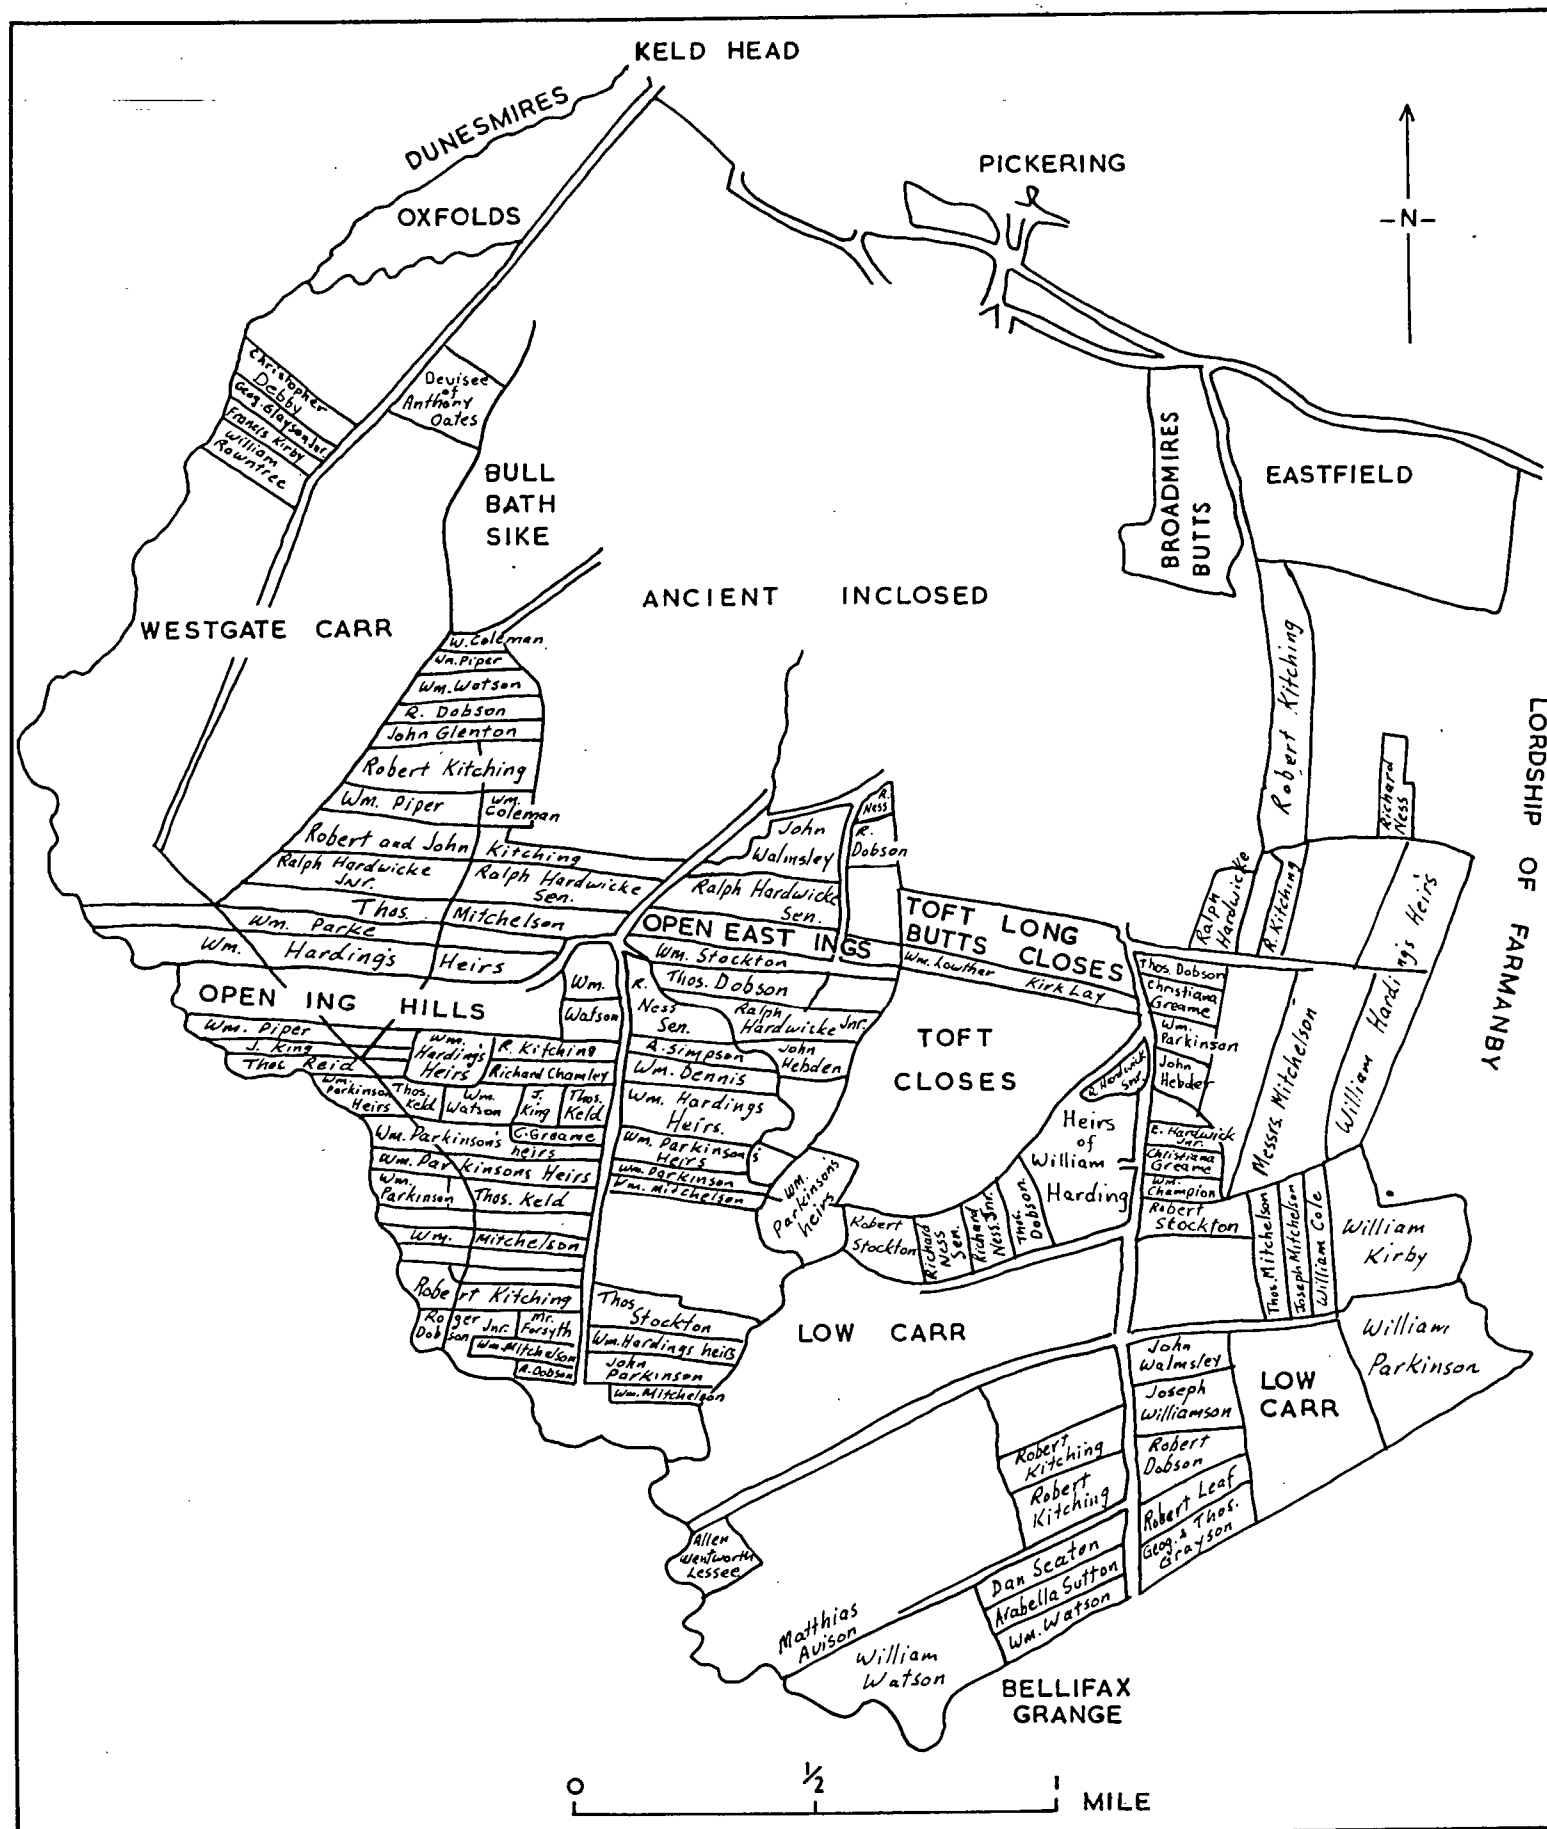 KELD HEAD
DUNESMIRES
OXFOLDS
PICKERING
-N-
Christopher
Debby
Geog. Glayson Jnr.
Francis Kirby
William
Rowntree
Devisee
of
Anthony
Oates
BULL
BATH
SIKE
BROADMIRES
BUTTS
EASTFIELD
ANCIENT INCLOSED
WESTGATE CARR
LORDSHIP OF FARMANBY
W. Coleman
Wm. Piper
Wm. Watson
R. Dobson
John Glenton
Robert Kitching
Wm. Piper
Wm.
Coleman
Robert and John Kitching
Ralph Hardwicke
Jnr.
Ralph Hardwicke
Sen.
Thos. Mitchelson
Wm. Parke
Wm. Harding's Heirs
John
Walmsley
R.
Ness
R.
Dobson
Ralph Hardwicke
Sen.
OPEN EAST INGS
TOFT LONG
BUTTS CLOSES
Wm. Stockton
Wm. Lowther
Kirk Lay
Robert Kitching
Richard
Ness
Ralph
Hardwicke
R. Kitching
Messrs. Mitchelson
William Harding's Heirs
OPEN ING HILLS
Wm.
Watson
R.
Ness
Sen.
Thos. Dobson
Ralph
Hardwicke Jnr.
John
Hebden
A. Simpson
Wm. Dennis
Wm. Hardings
Heirs.
Wm. Parkinson's
Heirs
Wm. Parkinson
Wm. Mitchelson
Wm. Parkinson's
heirs
TOFT
CLOSES
Thos. Dobson
Christiana
Greame
Wm.
Parkinson
John
Hebder
R. Hardwick
Snr.
Heirs
of
William
Harding
E. Hardwick
Jnr.
Christiana
Greame
Wm.
Champion
Robert
Stockton
Wm. Piper
J. King
Thos. Reid
Wm.
Harding's
Heirs
R. Kitching
Richard Chamley
Wm.
Parkinson
Heirs
Thos.
Keld
Wm.
Watson
J.
King
Thos.
Keld
C. Greame
Wm. Parkinson's
heirs
Wm. Parkinsons Heirs
Wm.
Parkinson
Thos. Keld
Wm. Mitchelson
Robert Kitching
Roger
Dobson
Jnr.
Mr.
Forsyth
Wm. Mitchelson
R. Dobson
Thos.
Stockton
Wm. Hardings heirs
John
Parkinson
Wm. Mitchelson
Robert
Stockton
Richard
Ness
Sen.
Richard
Ness. Jnr.
Thos.
Dobson
Thos. Mitchelson
Joseph Mitchelson
William Cole
William
Kirby
William
Parkinson
LOW CARR
LOW
CARR
John
Walmsley
Joseph
Williamson
Robert
Dobson
Robert Leaf
Geog. & Thos.
Grayson
Robert
Kitching
Robert
Kitching
Allen
Wentworth
Lessee
Dan Seaton
Arabella Sutton
Wm. Watson
Matthias
Avison
William
Watson
BELLIFAX
GRANGE
0 1/2 1 MILE